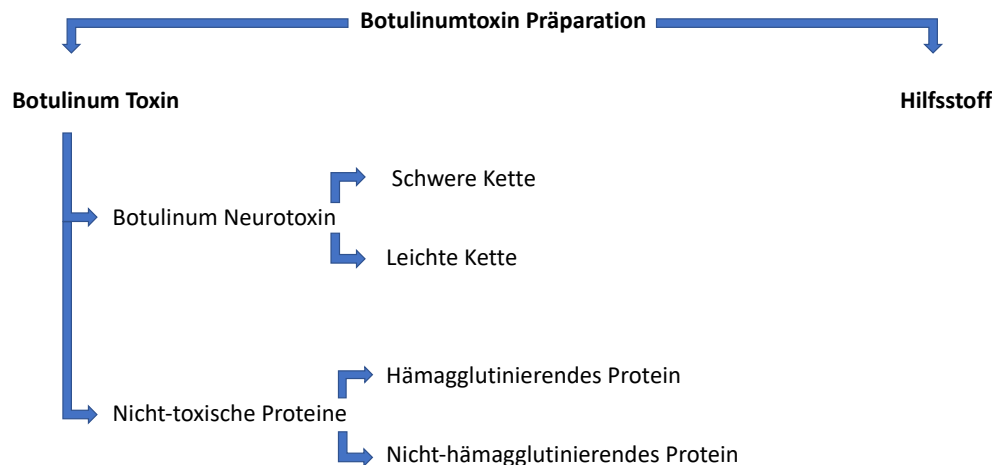 Botulinumtoxin Präparation
Botulinum Toxin
Hilfsstoff
Schwere Kette
Botulinum Neurotoxin
Leichte Kette
Hämagglutinierendes Protein
Nicht-toxische Proteine
Nicht-hämagglutinierendes Protein